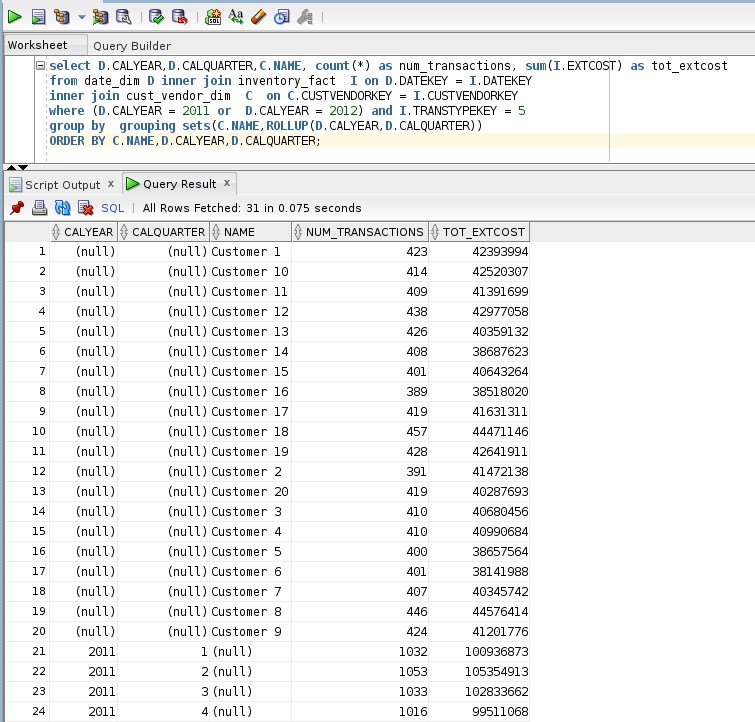 Aa
Worksheet Query Builder
select D.CALYEAR,D.CALQUARTER,C.NAME, count(*) as num_transactions, sum(I.EXTCOST) as tot_extcost
from date_dim D inner join inventory_fact I on D.DATEKEY = I.DATEKEY
inner join cust_vendor_dim C on C.CUSTVENDORKEY = I.CUSTVENDORKEY
where (D.CALYEAR = 2011 or D.CALYEAR = 2012) and I.TRANSTYPEKEY = 5
group by grouping sets(C.NAME,ROLLUP(D.CALYEAR,D.CALQUARTER))
ORDER BY C.NAME,D.CALYEAR,D.CALQUARTER;
Script Output x Query Result x
SQL | All Rows Fetched: 31 in 0.075 seconds
CALYEAR CALQUARTER NAME NUM_TRANSACTIONS TOT_EXTCOST
1 (null) (null) Customer 1 423 42393994
2 (null) (null) Customer 10 414 42520307
3 (null) (null) Customer 11 409 41391699
4 (null) (null) Customer 12 438 42977058
5 (null) (null) Customer 13 426 40359132
6 (null) (null) Customer 14 408 38687623
7 (null) (null) Customer 15 401 40643264
8 (null) (null) Customer 16 389 38518020
9 (null) (null) Customer 17 419 41631311
10 (null) (null) Customer 18 457 44471146
11 (null) (null) Customer 19 428 42641911
12 (null) (null) Customer 2 391 41472138
13 (null) (null) Customer 20 419 40287693
14 (null) (null) Customer 3 410 40680456
15 (null) (null) Customer 4 410 40990684
16 (null) (null) Customer 5 400 38657564
17 (null) (null) Customer 6 401 38141988
18 (null) (null) Customer 7 407 40345742
19 (null) (null) Customer 8 446 44576414
20 (null) (null) Customer 9 424 41201776
21 2011 1 (null) 1032 100936873
22 2011 2 (null) 1053 105354913
23 2011 3 (null) 1033 102833662
24 2011 4 (null) 1016 99511068